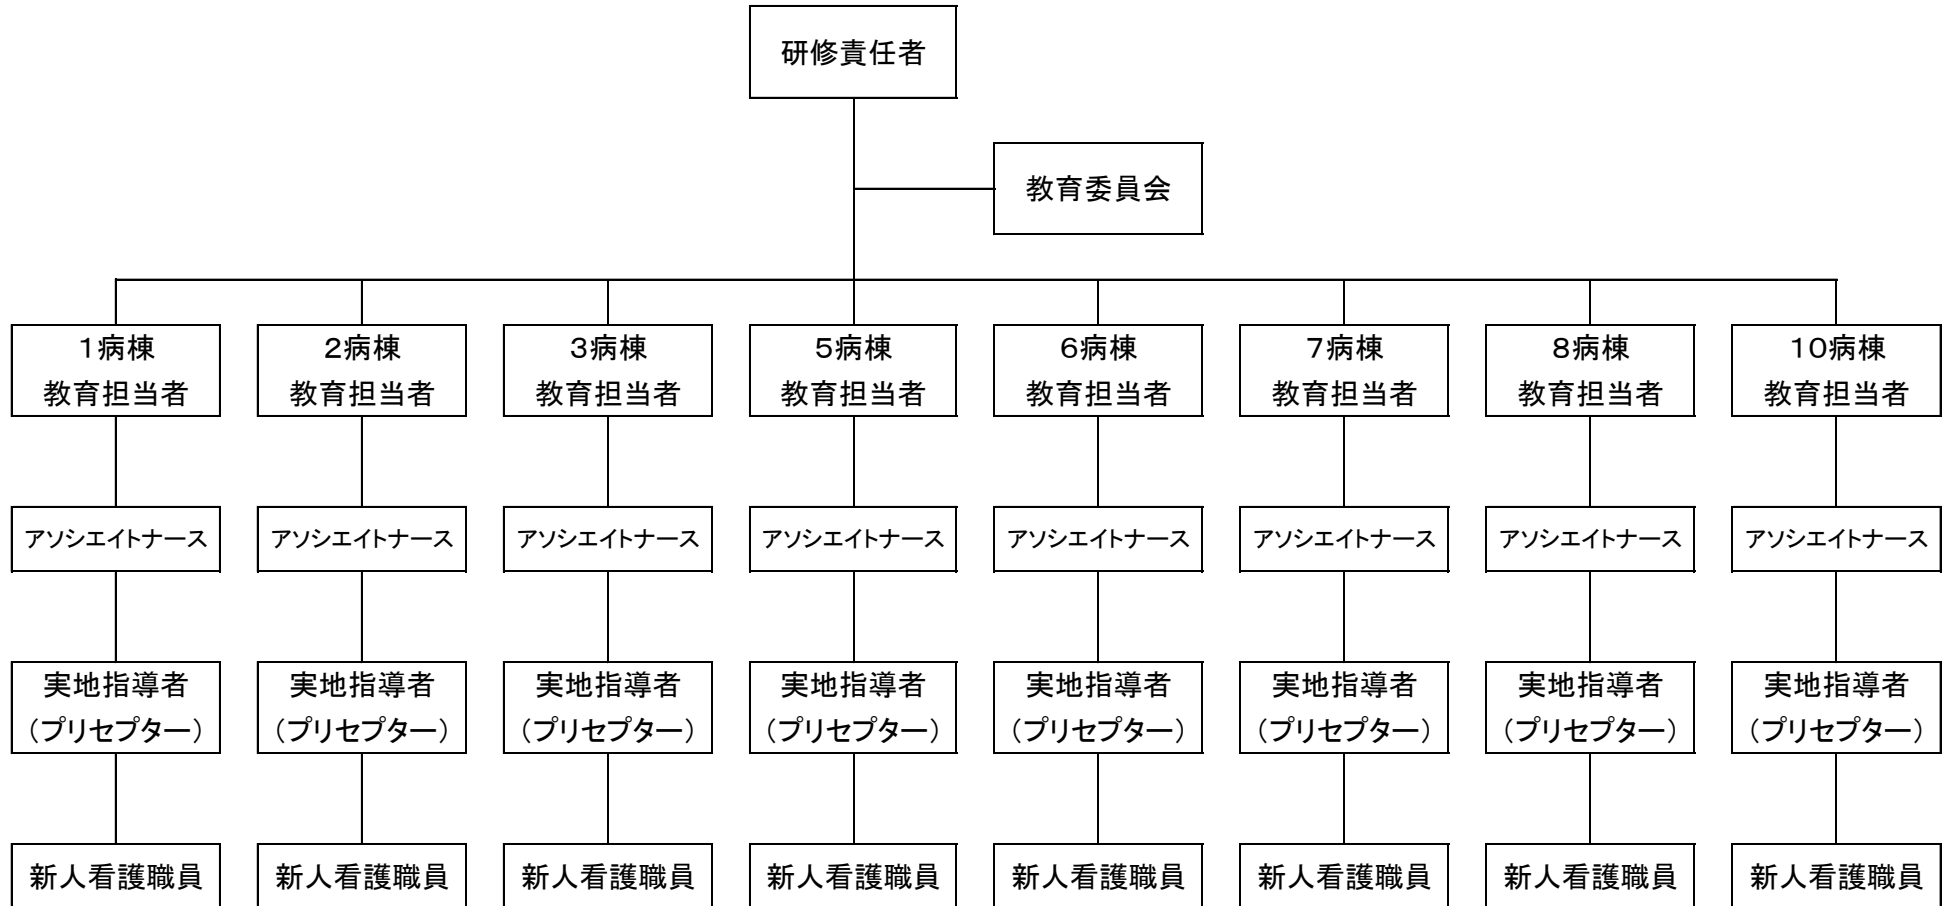 研修責任者
教育委員会
1病棟
教育担当者
2病棟
教育担当者
3病棟
教育担当者
5病棟
教育担当者
6病棟
教育担当者
7病棟
教育担当者
8病棟
教育担当者
10病棟
教育担当者
アソシエイトナース
アソシエイトナース
アソシエイトナース
アソシエイトナース
アソシエイトナース
アソシエイトナース
アソシエイトナース
アソシエイトナース
実地指導者
（プリセプター）
実地指導者
（プリセプター）
実地指導者
（プリセプター）
実地指導者
（プリセプター）
実地指導者
（プリセプター）
実地指導者
（プリセプター）
実地指導者
（プリセプター）
実地指導者
（プリセプター）
新人看護職員
新人看護職員
新人看護職員
新人看護職員
新人看護職員
新人看護職員
新人看護職員
新人看護職員